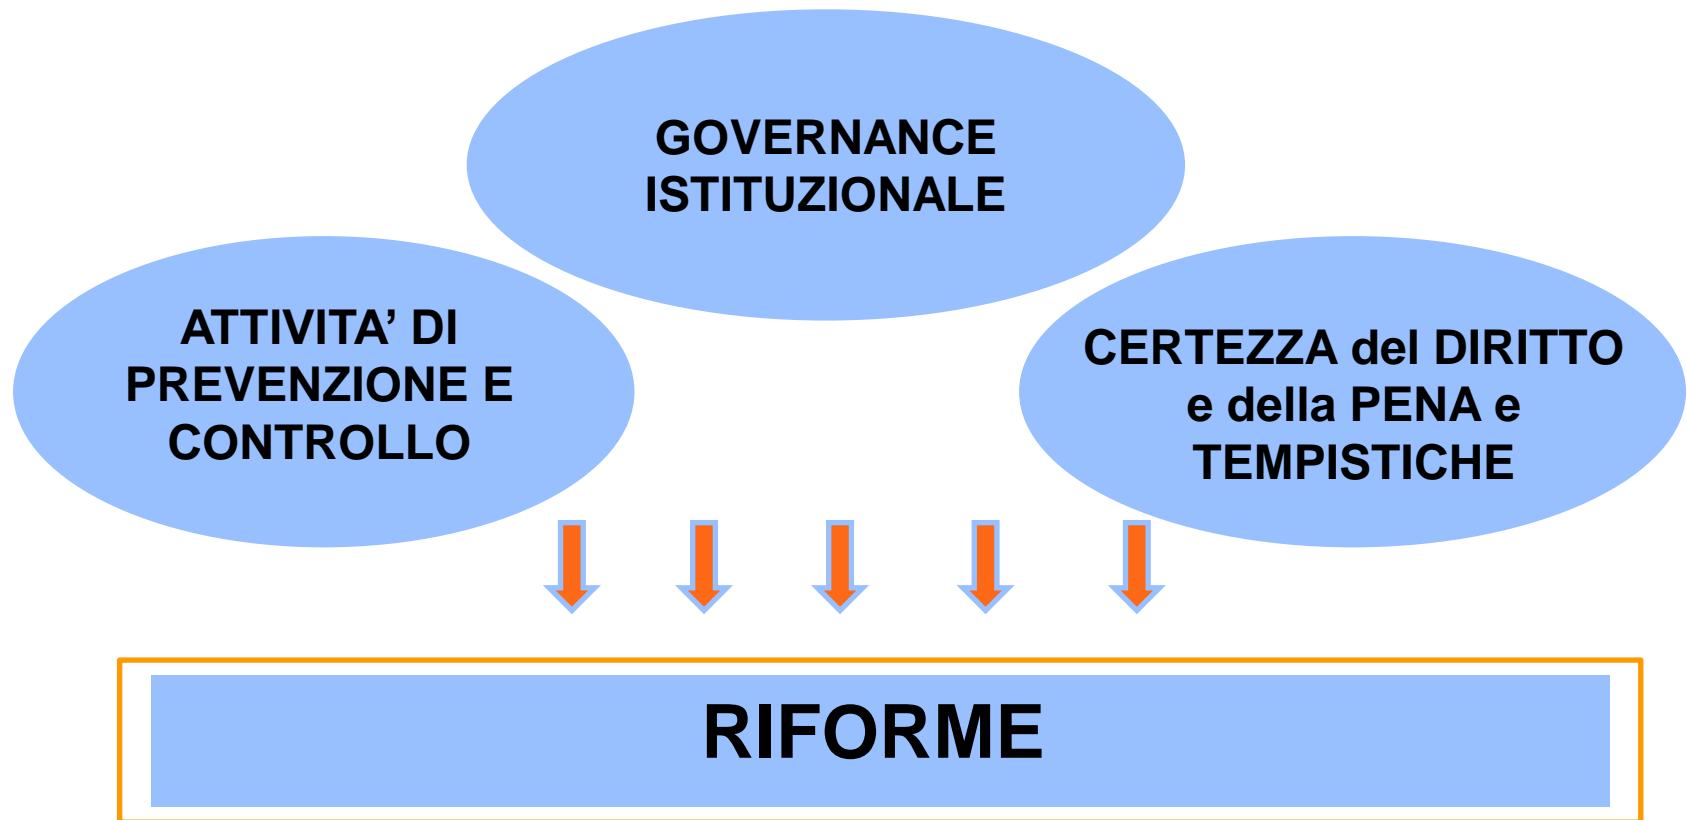 GOVERNANCE
ISTITUZIONALE
ATTIVITA’ DI
PREVENZIONE E
CONTROLLO
CERTEZZA del DIRITTO
e della PENA e
TEMPISTICHE
RIFORME